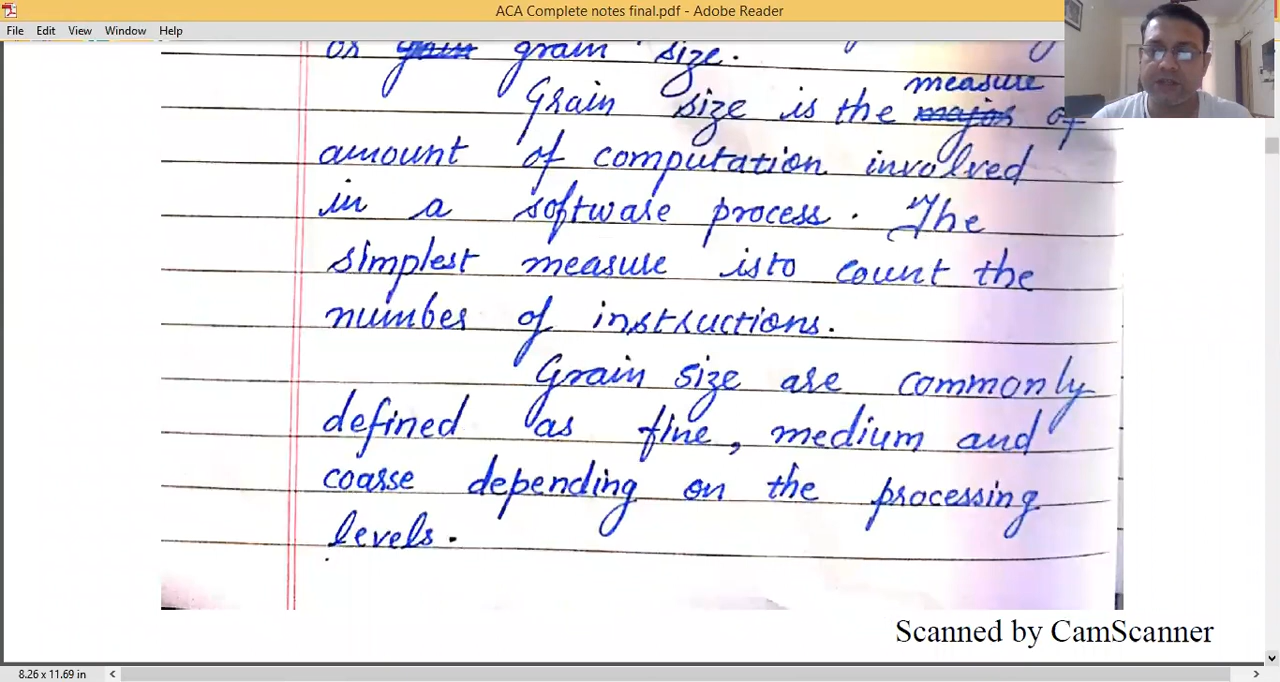 ACA Complete notes final.pdf - Adobe Reader
File Edit View Window Help
or grain size.
Grain size is the measure of
amount of computation involved
in a software process. The
simplest measure is to count the
number of instructions.
Grain size are commonly
defined as fine, medium and
coarse depending on the processing
levels.
Scanned by CamScanner
8.26 x 11.69 in